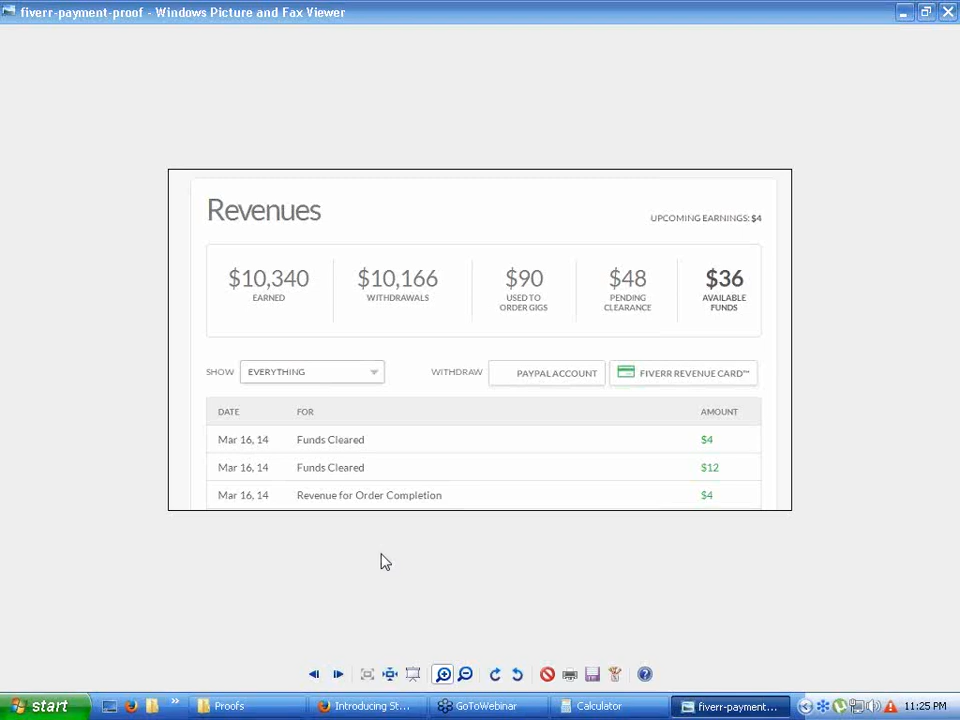 fiverr-payment-proof - Windows Picture and Fax Viewer
Revenues
UPCOMING EARNINGS: $4
$10,340 $10,166 $90 $48 $36
EARNED WITHDRAWALS USED TO ORDER GIGS PENDING CLEARANCE AVAILABLE FUNDS
SHOW EVERYTHING WITHDRAW PAYPAL ACCOUNT FIVERR REVENUE CARD™
DATE FOR AMOUNT
Mar 16, 14 Funds Cleared $4
Mar 16, 14 Funds Cleared $12
Mar 16, 14 Revenue for Order Completion $4
start » Proofs Introducing St... GoToWebinar Calculator fiverr-payment... 11:25 PM